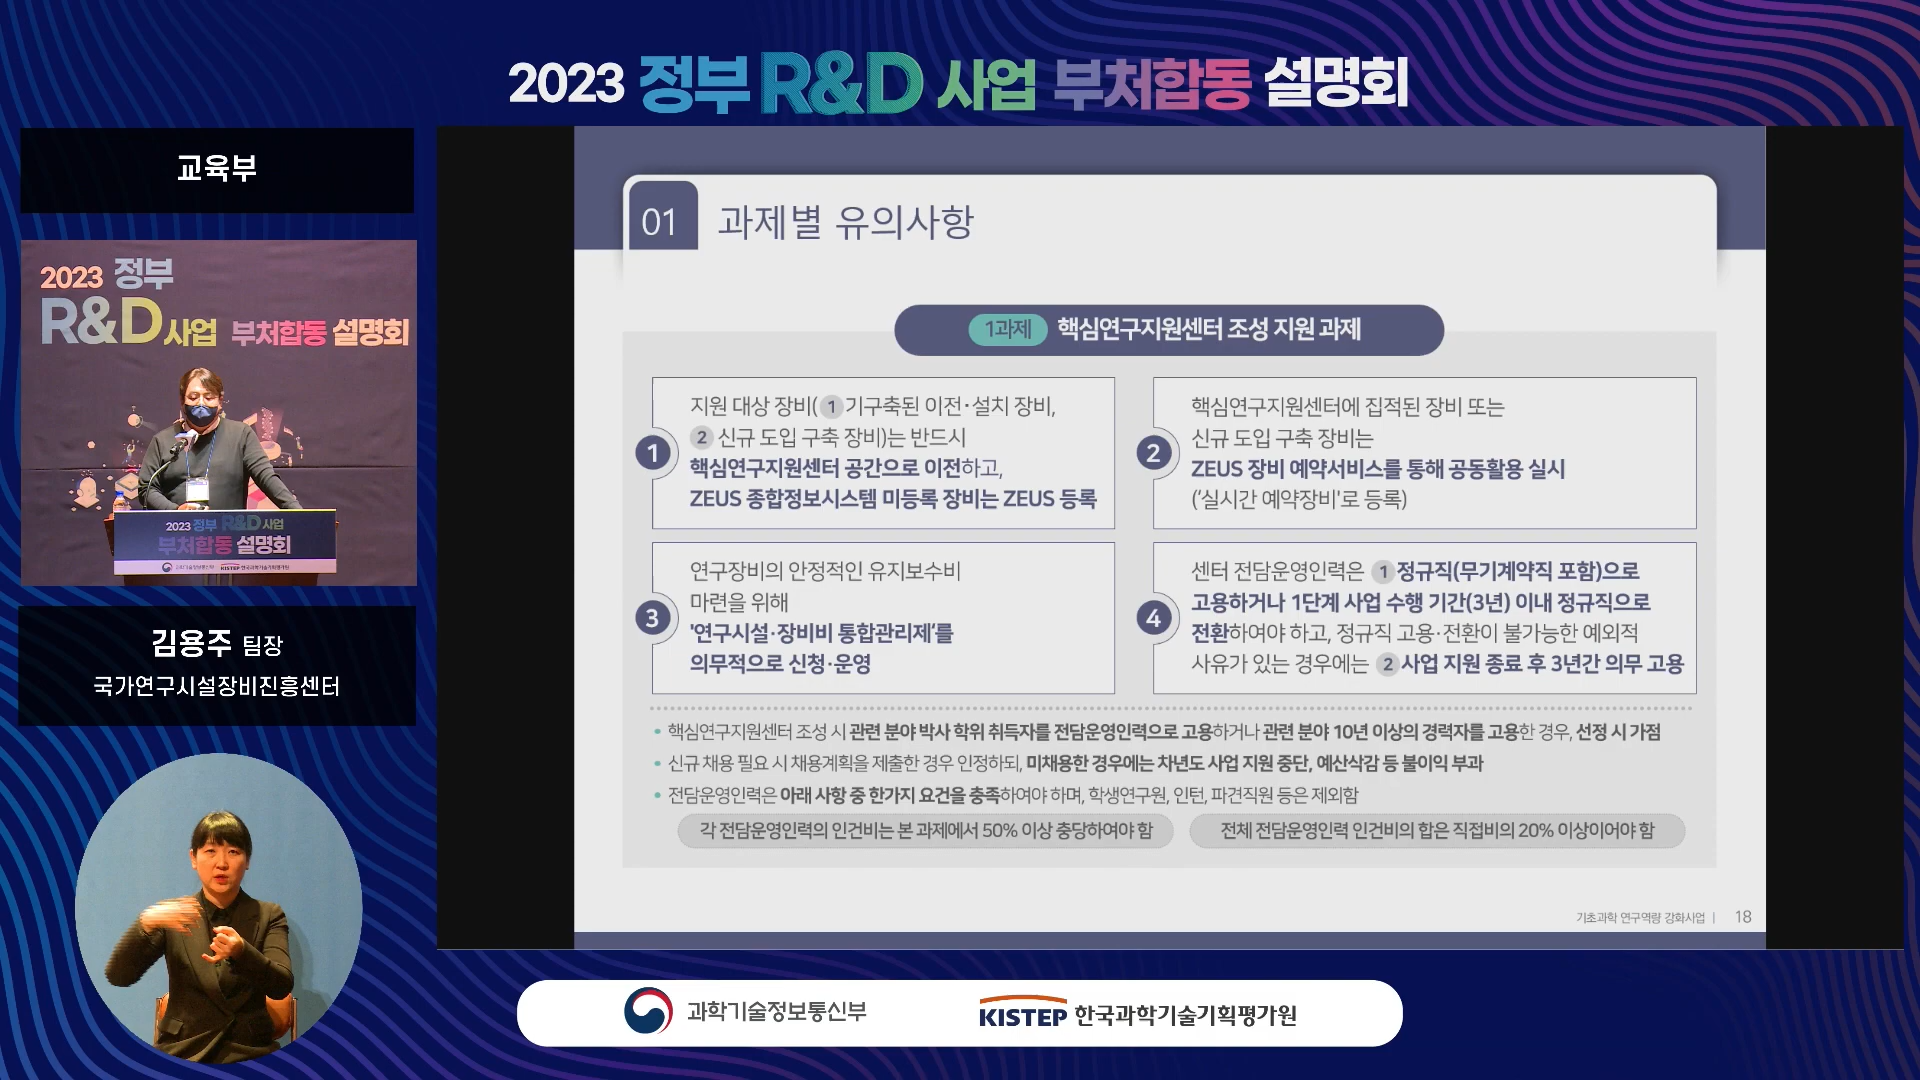 2023 정부 R&D 사업 부처합동 설명회
교육부
2023 정부
R&D 사업 부처합동 설명회
2023 정부 R&D 사업
부처합동 설명회
과학기술정보통신부 KISTEP 한국과학기술기획평가원
김용주 팀장
국가연구시설장비진흥센터
01 과제별 유의사항
1과제 핵심연구지원센터 조성 지원 과제
1
지원 대상 장비( 1 기구축된 이전·설치 장비,
2 신규 도입 구축 장비)는 반드시
핵심연구지원센터 공간으로 이전하고,
ZEUS 종합정보시스템 미등록 장비는 ZEUS 등록
2
핵심연구지원센터에 집적된 장비 또는
신규 도입 구축 장비는
ZEUS 장비 예약서비스를 통해 공동활용 실시
('실시간 예약장비'로 등록)
3
연구장비의 안정적인 유지보수비
마련을 위해
'연구시설·장비비 통합관리제'를
의무적으로 신청·운영
4
센터 전담운영인력은 1 정규직(무기계약직 포함)으로
고용하거나 1단계 사업 수행 기간(3년) 이내 정규직으로
전환하여야 하고, 정규직 고용·전환이 불가능한 예외적
사유가 있는 경우에는 2 사업 지원 종료 후 3년간 의무 고용
• 핵심연구지원센터 조성 시 관련 분야 박사 학위 취득자를 전담운영인력으로 고용하거나 관련 분야 10년 이상의 경력자를 고용한 경우, 선정 시 가점
• 신규 채용 필요 시 채용계획을 제출한 경우 인정하되, 미채용한 경우에는 차년도 사업 지원 중단, 예산삭감 등 불이익 부과
• 전담운영인력은 아래 사항 중 한가지 요건을 충족하여야 하며, 학생연구원, 인턴, 파견직원 등은 제외함
각 전담운영인력의 인건비는 본 과제에서 50% 이상 충당하여야 함
전체 전담운영인력 인건비의 합은 직접비의 20% 이상이어야 함
기초과학 연구역량 강화사업 | 18
과학기술정보통신부
KISTEP 한국과학기술기획평가원